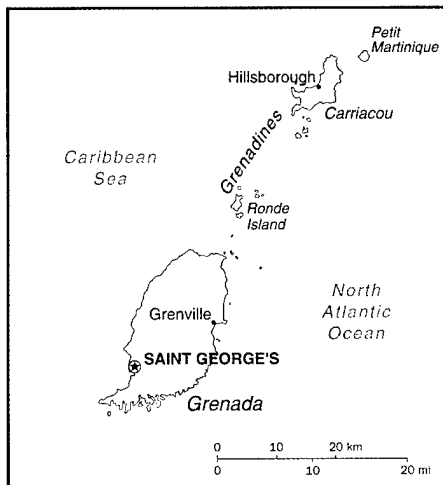 Petit
Martinique
Hillsborough
Carriacou
Grenadines
Caribbean
Sea
Ronde
Island
North
Atlantic
Ocean
Grenville
SAINT GEORGE'S
Grenada
0 10 20 km
0 10 20 mi